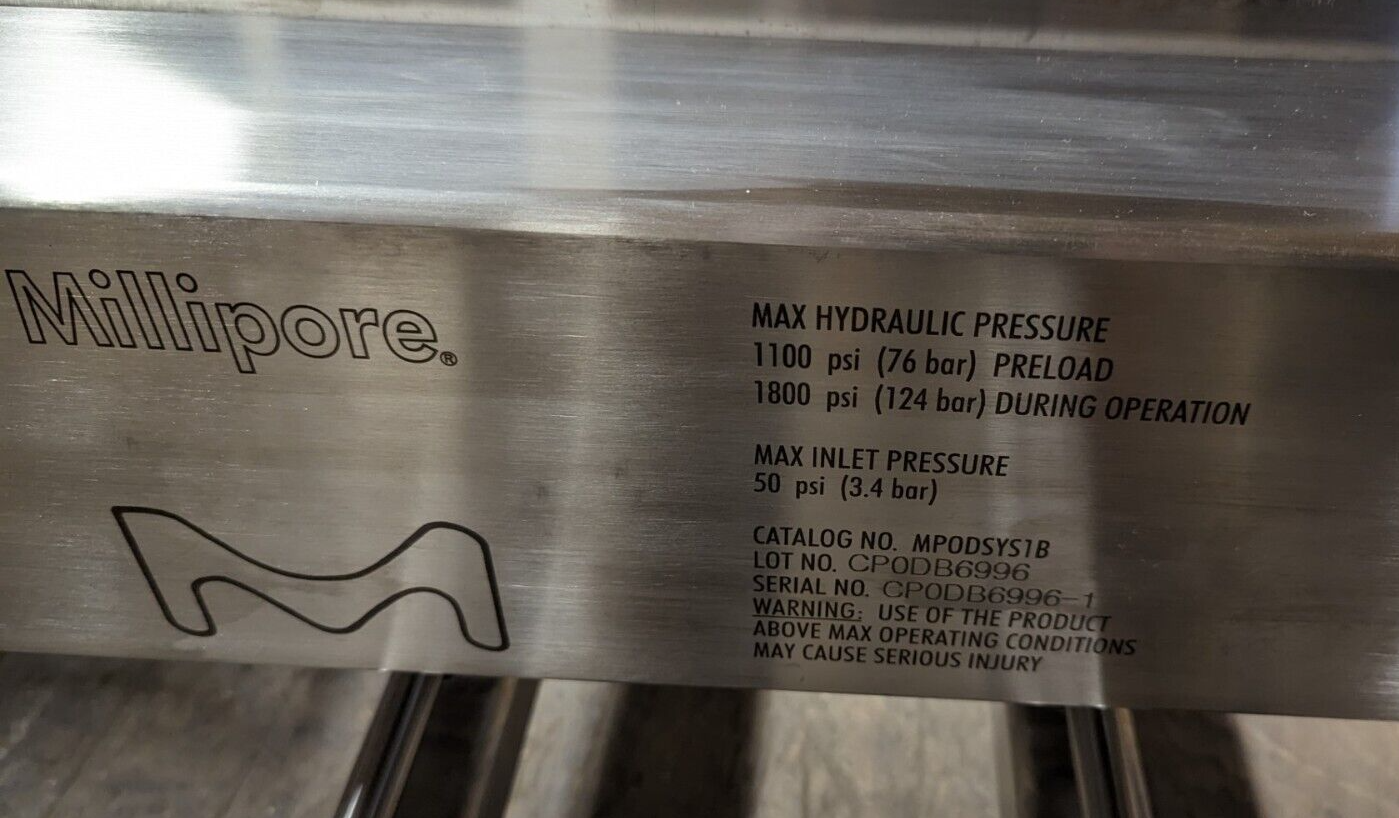 Millipore®
MAX HYDRAULIC PRESSURE
1100 psi (76 bar) PRELOAD
1800 psi (124 bar) DURING OPERATION
MAX INLET PRESSURE
50 psi (3.4 bar)
CATALOG NO. MPODSYS1B
LOT NO. CPODB6996
SERIAL NO. CPODB6996-1
WARNING: USE OF THE PRODUCT
ABOVE MAX OPERATING CONDITIONS
MAY CAUSE SERIOUS INJURY